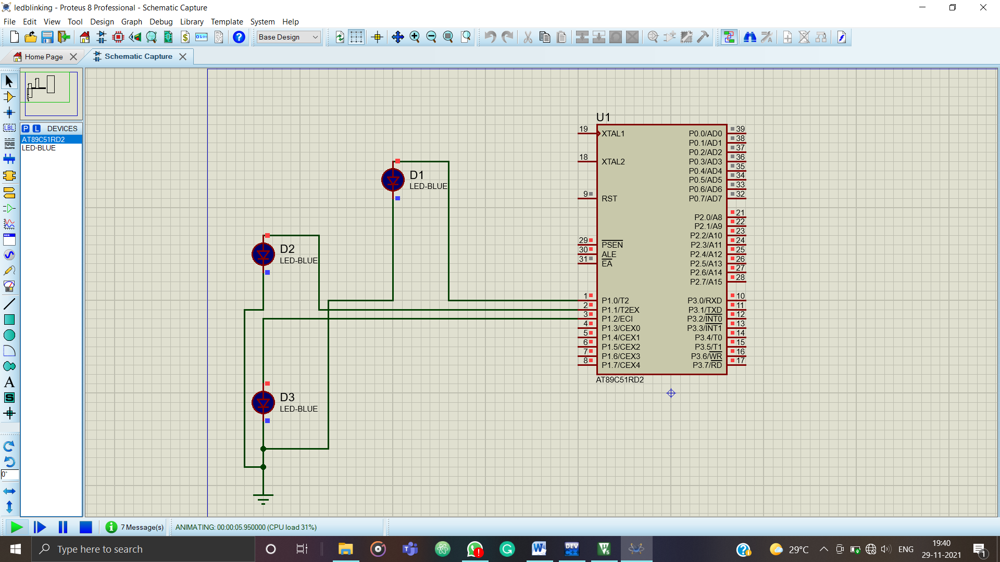 ledblinking - Proteus 8 Professional - Schematic Capture
File Edit View Tool Design Graph Debug Library Template System Help
Base Design
Home Page
Schematic Capture
P L DEVICES
AT89C51RD2
LED-BLUE
LBL
A
S
0°
D1
LED-BLUE
D2
LED-BLUE
D3
LED-BLUE
U1
19 XTAL1
18 XTAL2
9 RST
29 PSEN
30 ALE
31 EA
1 P1.0/T2
2 P1.1/T2EX
3 P1.2/ECI
4 P1.3/CEX0
5 P1.4/CEX1
6 P1.5/CEX2
7 P1.6/CEX3
8 P1.7/CEX4
P0.0/AD0 39
P0.1/AD1 38
P0.2/AD2 37
P0.3/AD3 36
P0.4/AD4 35
P0.5/AD5 34
P0.6/AD6 33
P0.7/AD7 32
P2.0/A8 21
P2.1/A9 22
P2.2/A10 23
P2.3/A11 24
P2.4/A12 25
P2.5/A13 26
P2.6/A14 27
P2.7/A15 28
P3.0/RXD 10
P3.1/TXD 11
P3.2/INT0 12
P3.3/INT1 13
P3.4/T0 14
P3.5/T1 15
P3.6/WR 16
P3.7/RD 17
AT89C51RD2
7 Message(s)
ANIMATING: 00:00:05.950000 (CPU load 31%)
Type here to search
DEV
29°C
ENG
19:40
29-11-2021
1